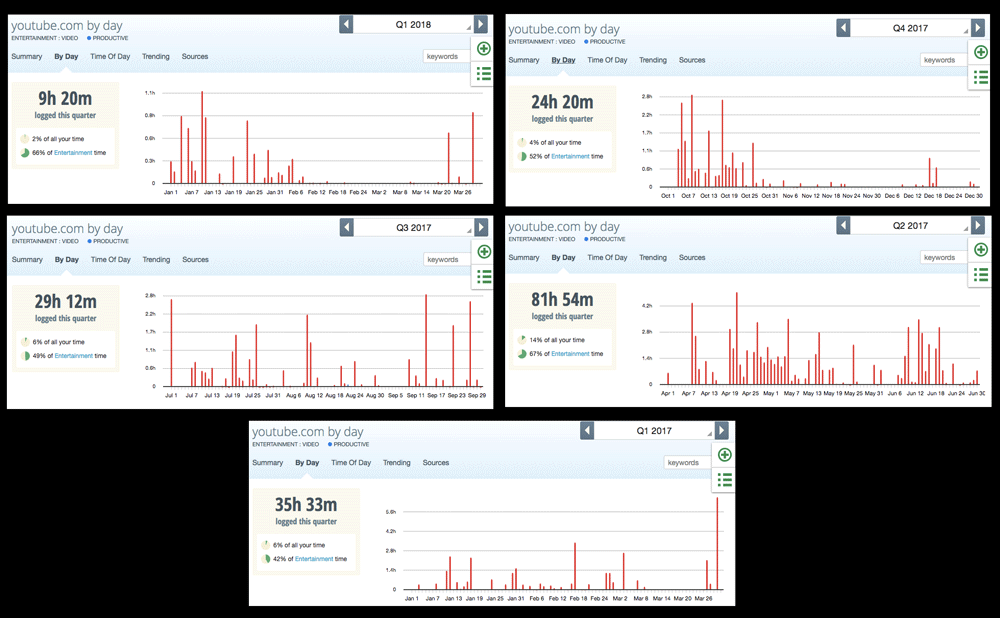 youtube.com by day
ENTERTAINMENT : VIDEO PRODUCTIVE
Q1 2018
Summary By Day Time Of Day Trending Sources
keywords
9h 20m
logged this quarter
2% of all your time
66% of Entertainment time
1.1h
0.8h
0.6h
0.3h
0
Jan 1 Jan 7 Jan 13 Jan 19 Jan 25 Jan 31 Feb 6 Feb 12 Feb 18 Feb 24 Mar 2 Mar 8 Mar 14 Mar 20 Mar 26
youtube.com by day
ENTERTAINMENT : VIDEO PRODUCTIVE
Q4 2017
Summary By Day Time Of Day Trending Sources
keywords
24h 20m
logged this quarter
4% of all your time
52% of Entertainment time
2.8h
2.2h
1.7h
1.1h
0.6h
0
Oct 1 Oct 7 Oct 13 Oct 19 Oct 25 Oct 31 Nov 6 Nov 12 Nov 18 Nov 24 Nov 30 Dec 6 Dec 12 Dec 18 Dec 24 Dec 30
youtube.com by day
ENTERTAINMENT : VIDEO PRODUCTIVE
Q3 2017
Summary By Day Time Of Day Trending Sources
keywords
29h 12m
logged this quarter
6% of all your time
49% of Entertainment time
2.8h
2.2h
1.7h
1.1h
0.6h
0
Jul 1 Jul 7 Jul 13 Jul 19 Jul 25 Jul 31 Aug 6 Aug 12 Aug 18 Aug 24 Aug 30 Sep 5 Sep 11 Sep 17 Sep 23 Sep 29
youtube.com by day
ENTERTAINMENT : VIDEO PRODUCTIVE
Q2 2017
Summary By Day Time Of Day Trending Sources
keywords
81h 54m
logged this quarter
14% of all your time
67% of Entertainment time
4.2h
2.8h
1.4h
0
Apr 1 Apr 7 Apr 13 Apr 19 Apr 25 May 1 May 7 May 13 May 19 May 25 May 31 Jun 6 Jun 12 Jun 18 Jun 24 Jun 30
youtube.com by day
ENTERTAINMENT : VIDEO PRODUCTIVE
Q1 2017
Summary By Day Time Of Day Trending Sources
keywords
35h 33m
logged this quarter
6% of all your time
42% of Entertainment time
5.6h
4.2h
2.8h
1.4h
0
Jan 1 Jan 7 Jan 13 Jan 19 Jan 25 Jan 31 Feb 6 Feb 12 Feb 18 Feb 24 Mar 2 Mar 8 Mar 14 Mar 20 Mar 26